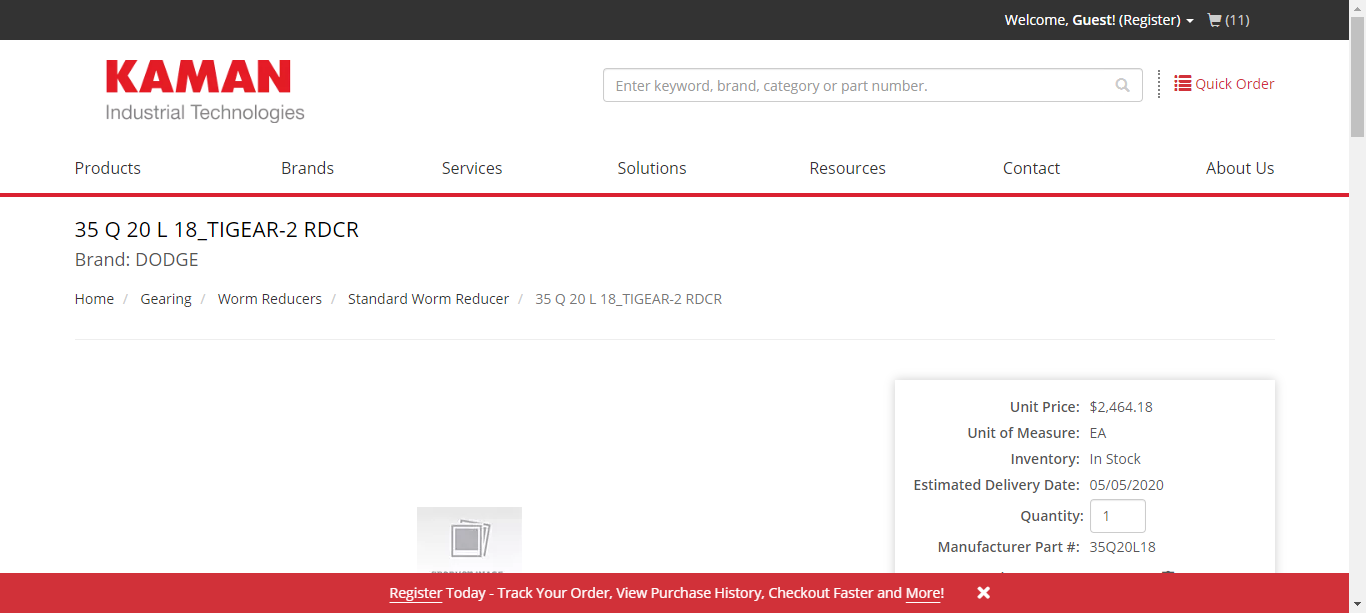 Welcome, Guest! (Register) (11)
KAMAN
Industrial Technologies
Enter keyword, brand, category or part number.
Quick Order
Products Brands Services Solutions Resources Contact About Us
35 Q 20 L 18_TIGEAR-2 RDCR
Brand: DODGE
Home / Gearing / Worm Reducers / Standard Worm Reducer / 35 Q 20 L 18_TIGEAR-2 RDCR
Unit Price: $2,464.18
Unit of Measure: EA
Inventory: In Stock
Estimated Delivery Date: 05/05/2020
Quantity: 1
Manufacturer Part #: 35Q20L18
Register Today - Track Your Order, View Purchase History, Checkout Faster and More!